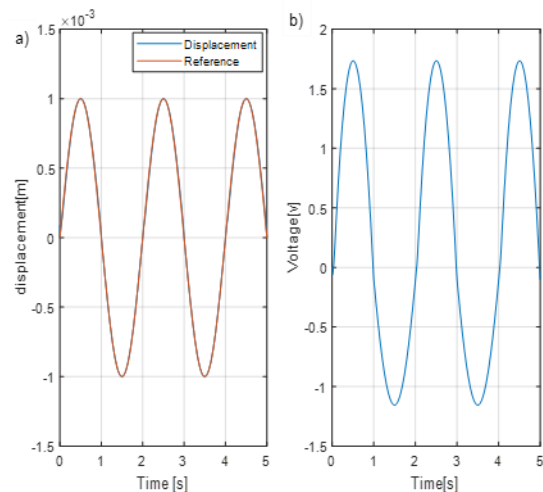 a)
×10⁻³
1.5
1
0.5
0
-0.5
-1
-1.5
displacement[m]
Displacement
Reference
0 1 2 3 4 5
Time [s]
b)
2
1.5
1
0.5
0
-0.5
-1
-1.5
Voltage[v]
0 1 2 3 4 5
Time[s]